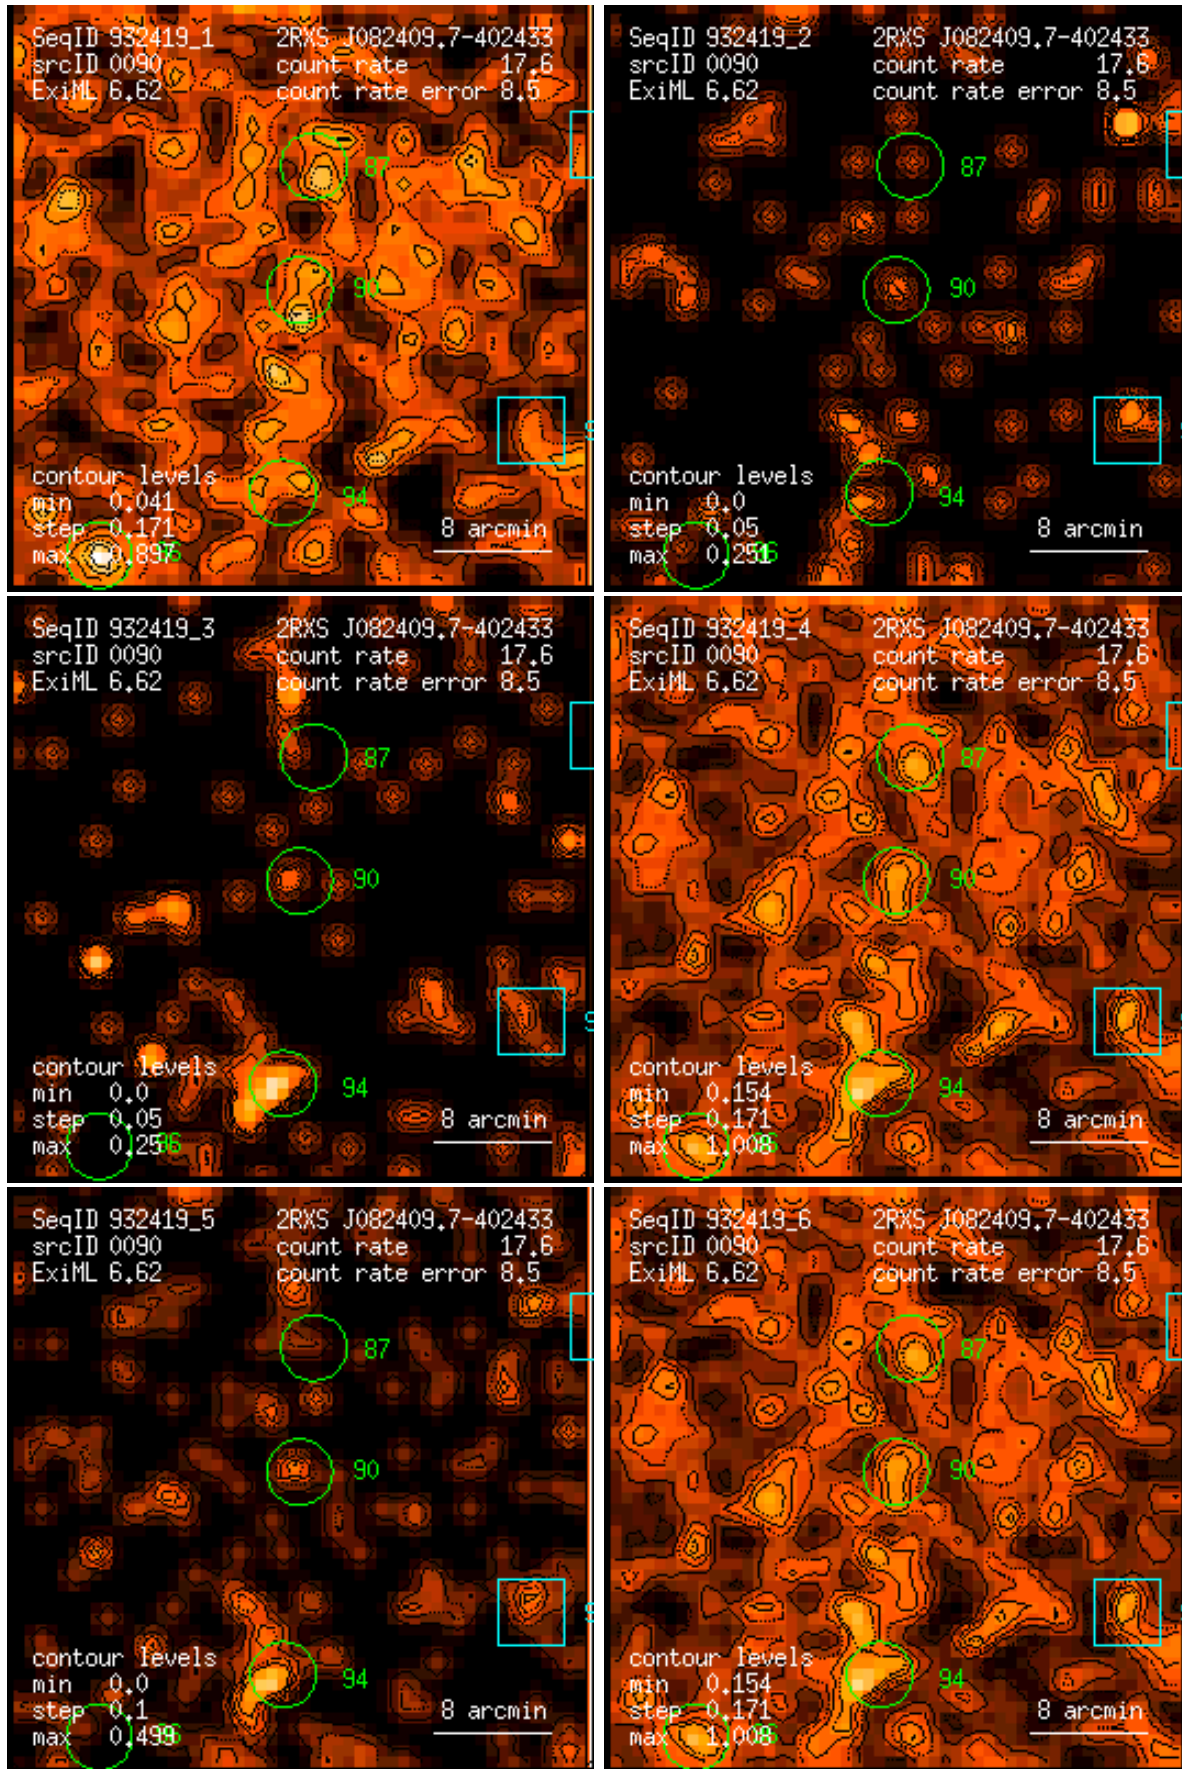 SeqID 932419_1 2RXS J082409.7-402433
srcID 0090 count rate 17.6
ExiML 6.62 count rate error 8.5
87
90
contour levels
94
min 0.041
step 0.171
8 arcmin
max 0.897
SeqID 932419_2 2RXS J082409.7-402433
srcID 0090 count rate 17.6
ExiML 6.62 count rate error 8.5
87
90
contour levels
94
min 0.0
step 0.05
8 arcmin
max 0.251
SeqID 932419_3 2RXS J082409.7-402433
srcID 0090 count rate 17.6
ExiML 6.62 count rate error 8.5
87
90
contour levels
94
min 0.0
step 0.05
8 arcmin
max 0.25
SeqID 932419_4 2RXS J082409.7-402433
srcID 0090 count rate 17.6
ExiML 6.62 count rate error 8.5
87
90
contour levels
94
min 0.154
step 0.171
8 arcmin
max 1.008
SeqID 932419_5 2RXS J082409.7-402433
srcID 0090 count rate 17.6
ExiML 6.62 count rate error 8.5
87
90
contour levels
94
min 0.0
step 0.1
8 arcmin
max 0.499
SeqID 932419_6 2RXS J082409.7-402433
srcID 0090 count rate 17.6
ExiML 6.62 count rate error 8.5
87
90
contour levels
94
min 0.154
step 0.171
8 arcmin
max 1.008